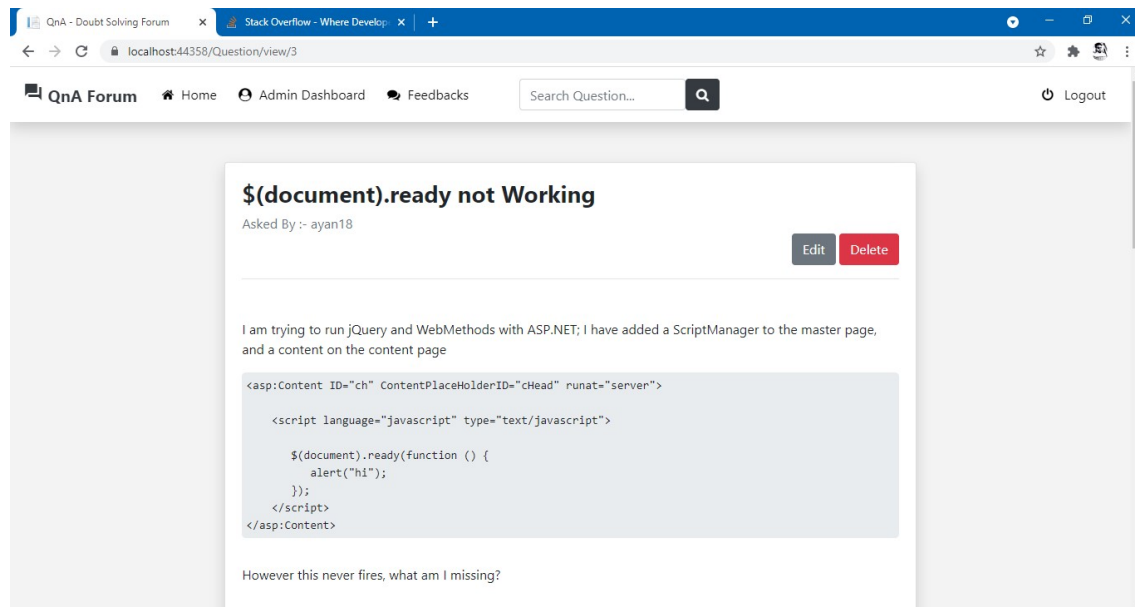 QnA - Doubt Solving Forum
Stack Overflow - Where Develop
localhost:44358/Question/view/3
QnA Forum Home Admin Dashboard Feedbacks Search Question... Logout
$(document).ready not Working
Asked By :- ayan18
Edit Delete
I am trying to run jQuery and WebMethods with ASP.NET; I have added a ScriptManager to the master page,
and a content on the content page
<asp:Content ID="ch" ContentPlaceHolderID="cHead" runat="server">
<script language="javascript" type="text/javascript">
$(document).ready(function () {
alert("hi");
});
</script>
</asp:Content>
However this never fires, what am I missing?